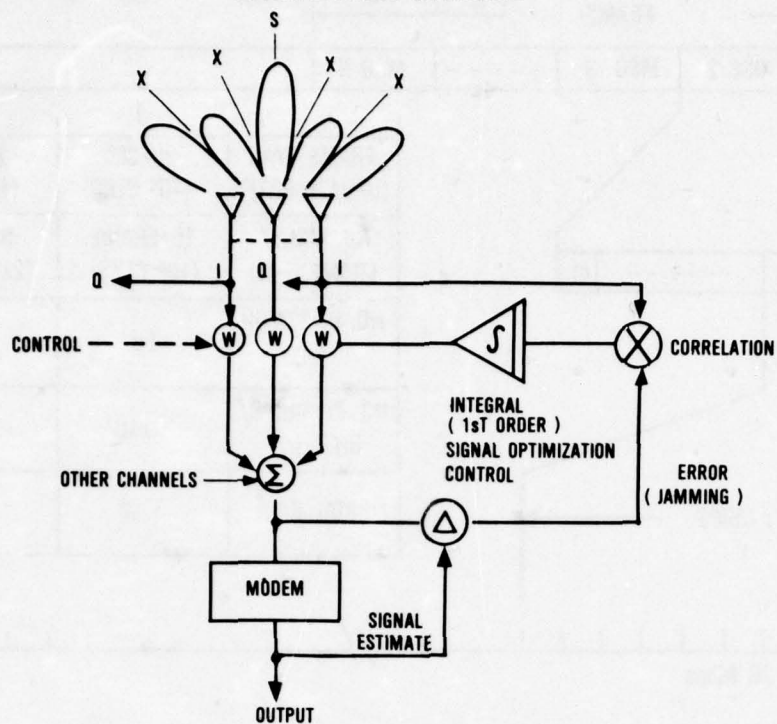 S
X
X
X
X
I
Q
I
Q
W
W
W
CONTROL
∫
X
CORRELATION
INTEGRAL
( 1sT ORDER )
SIGNAL OPTIMIZATION
CONTROL
OTHER CHANNELS
Σ
ERROR
( JAMMING )
Δ
MODEM
SIGNAL
ESTIMATE
OUTPUT